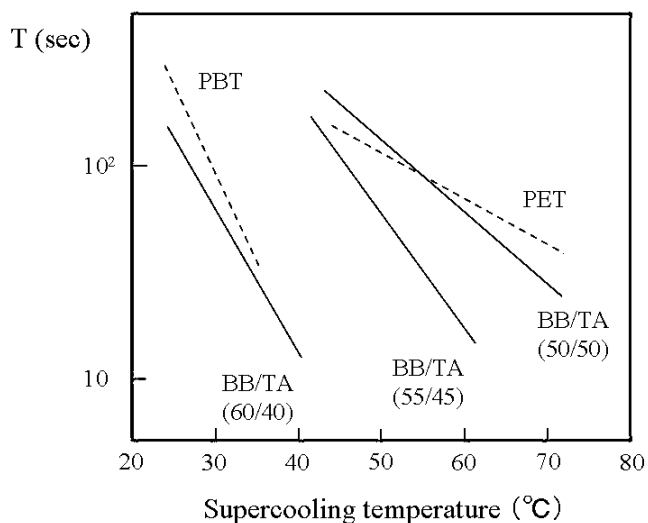 T (sec)
PBT
10²
PET
BB/TA
(50/50)
BB/TA
(55/45)
BB/TA
(60/40)
10
20 30 40 50 60 70 80
Supercooling temperature (℃)